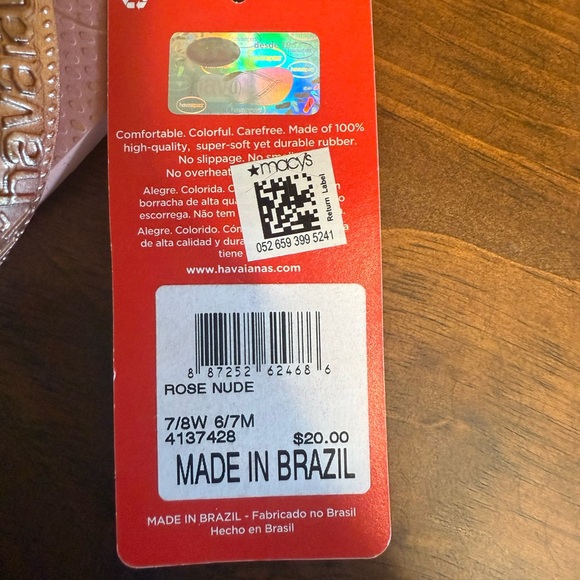 havaianas
desde
Comfortable. Colorful. Carefree. Made of 100%
high-quality, super-soft yet durable rubber.
No slippage. No
No overheat
★macy's
Return Label
052 659 399 5241
Alegre. Colorida.
borracha de alta
escorrega. Não tem
Alegre. Colorido.
de alta calidad y
tiene
www.havaianas.com
8 87252 62468 6
ROSE NUDE
7/8W 6/7M
4137428 $20.00
MADE IN BRAZIL
MADE IN BRAZIL - Fabricado no Brasil
Hecho en Brasil